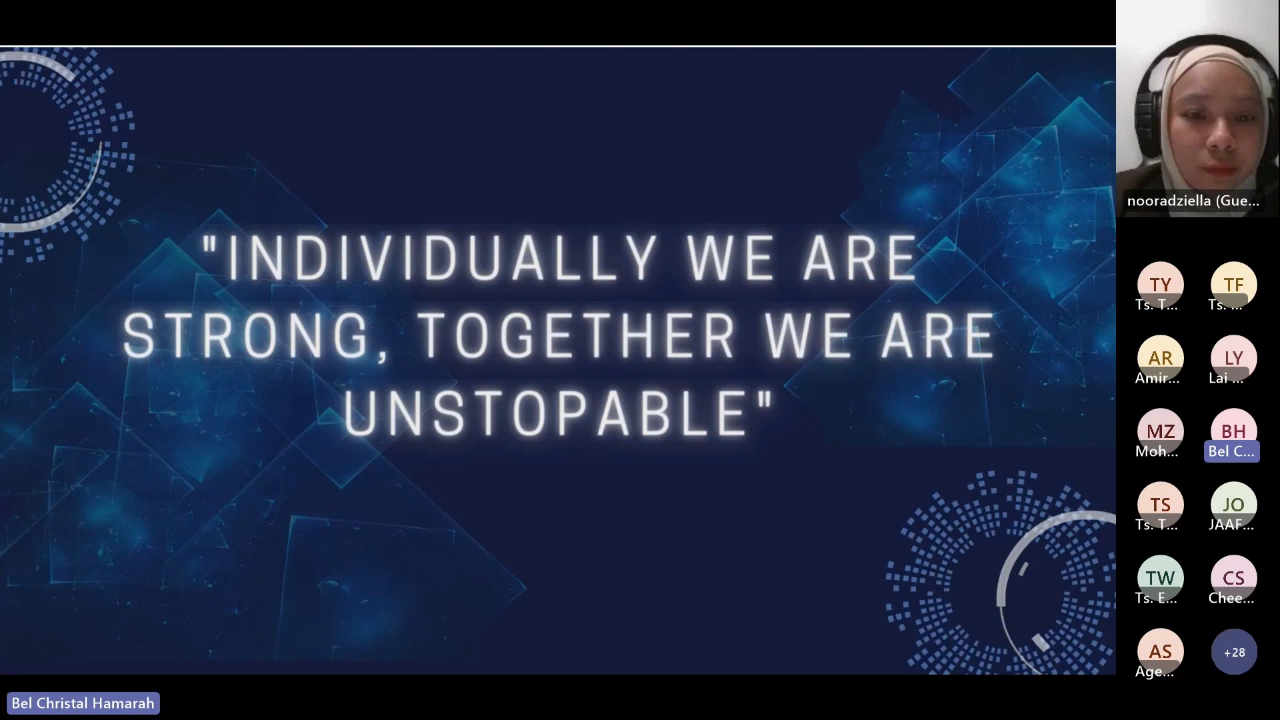 "INDIVIDUALLY WE ARE
STRONG, TOGETHER WE ARE
UNSTOPABLE"
nooradziella (Gue...
TY
TF
Ts. T...
Ts. ...
AR
LY
Amir...
Lai ...
MZ
BH
Moh...
Bel C...
TS
JO
Ts. T...
JAAF...
TW
CS
Ts. E...
Chee...
AS
+28
Age...
Bel Christal Hamarah